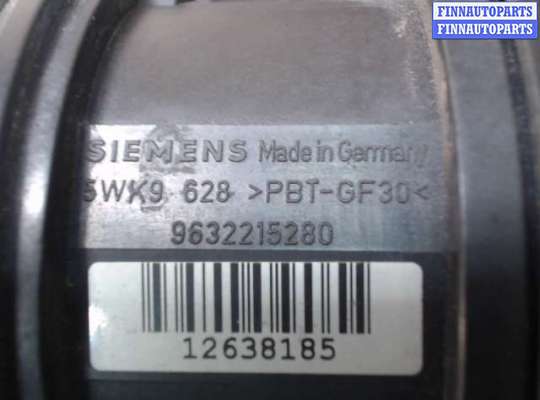 FINNAUTOPARTS
FINNAUTOPARTS
SIEMENS Made in Germany
5WK9 628 >PBT-GF30<
9632215280
12638185